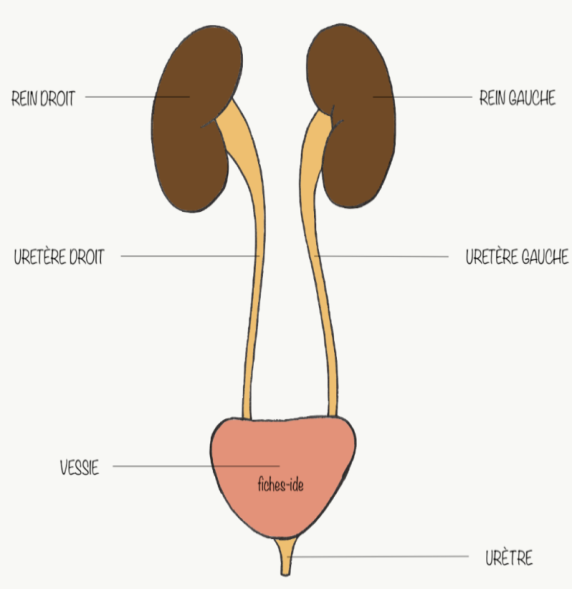 REIN DROIT
REIN GAUCHE
URETÈRE DROIT
URETÈRE GAUCHE
VESSIE
fiches-ide
URÈTRE